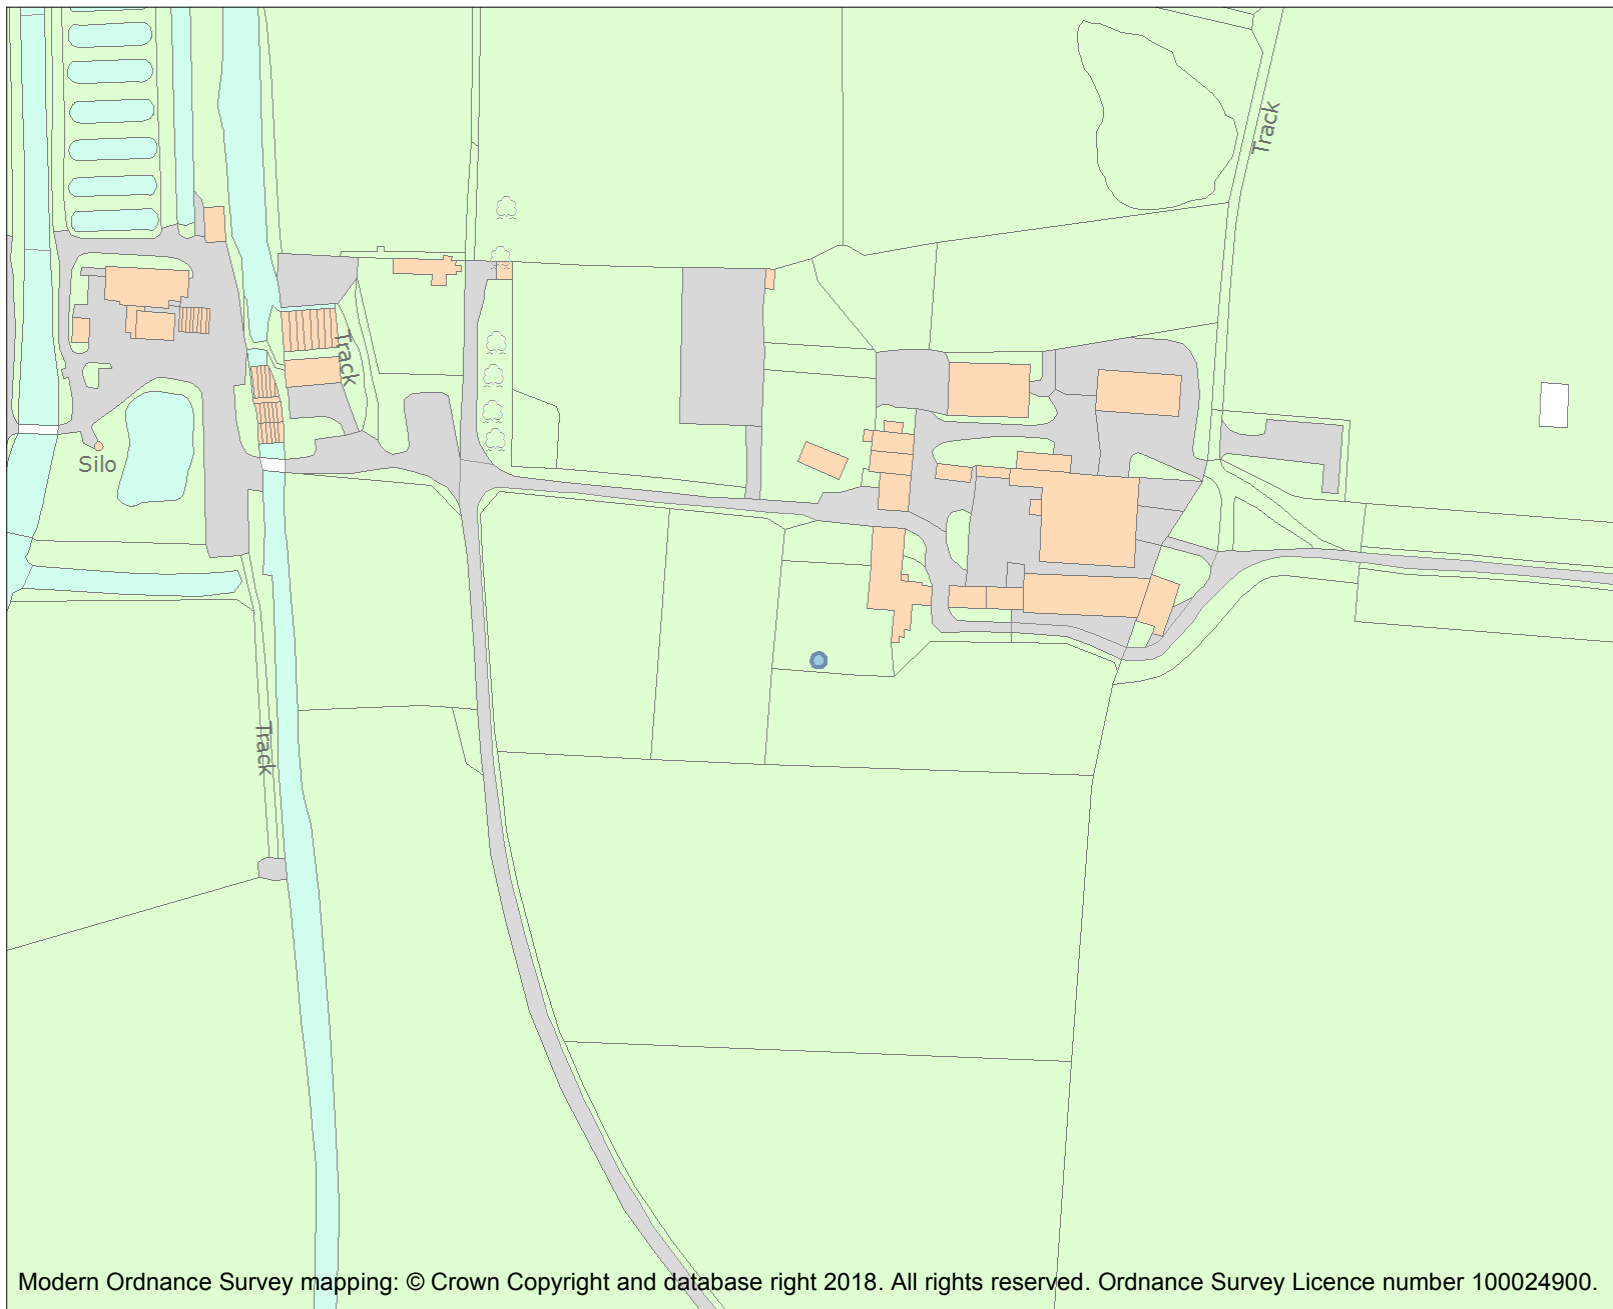 Track
Track
Silo
Track
Modern Ordnance Survey mapping: © Crown Copyright and database right 2018. All rights reserved. Ordnance Survey Licence number 100024900.